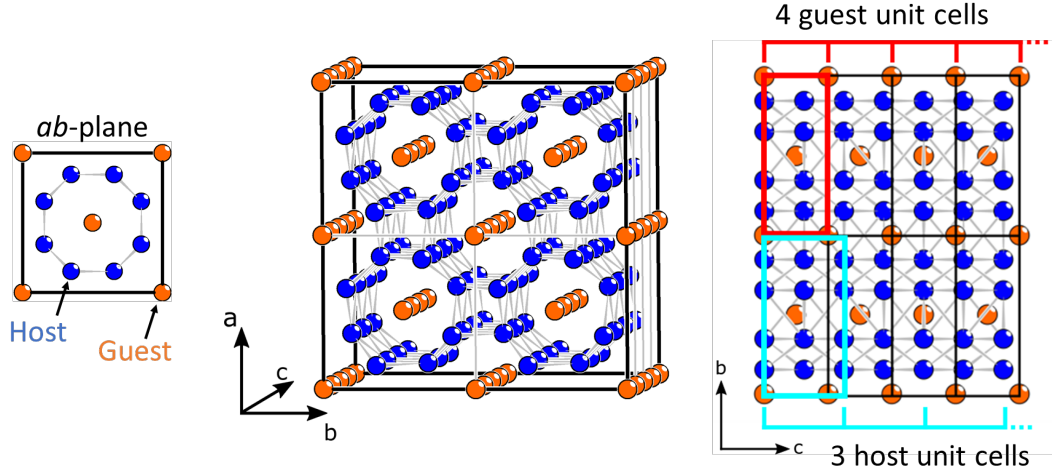 4 guest unit cells
ab-plane
Host
Guest
a
c
b
b
c
3 host unit cells